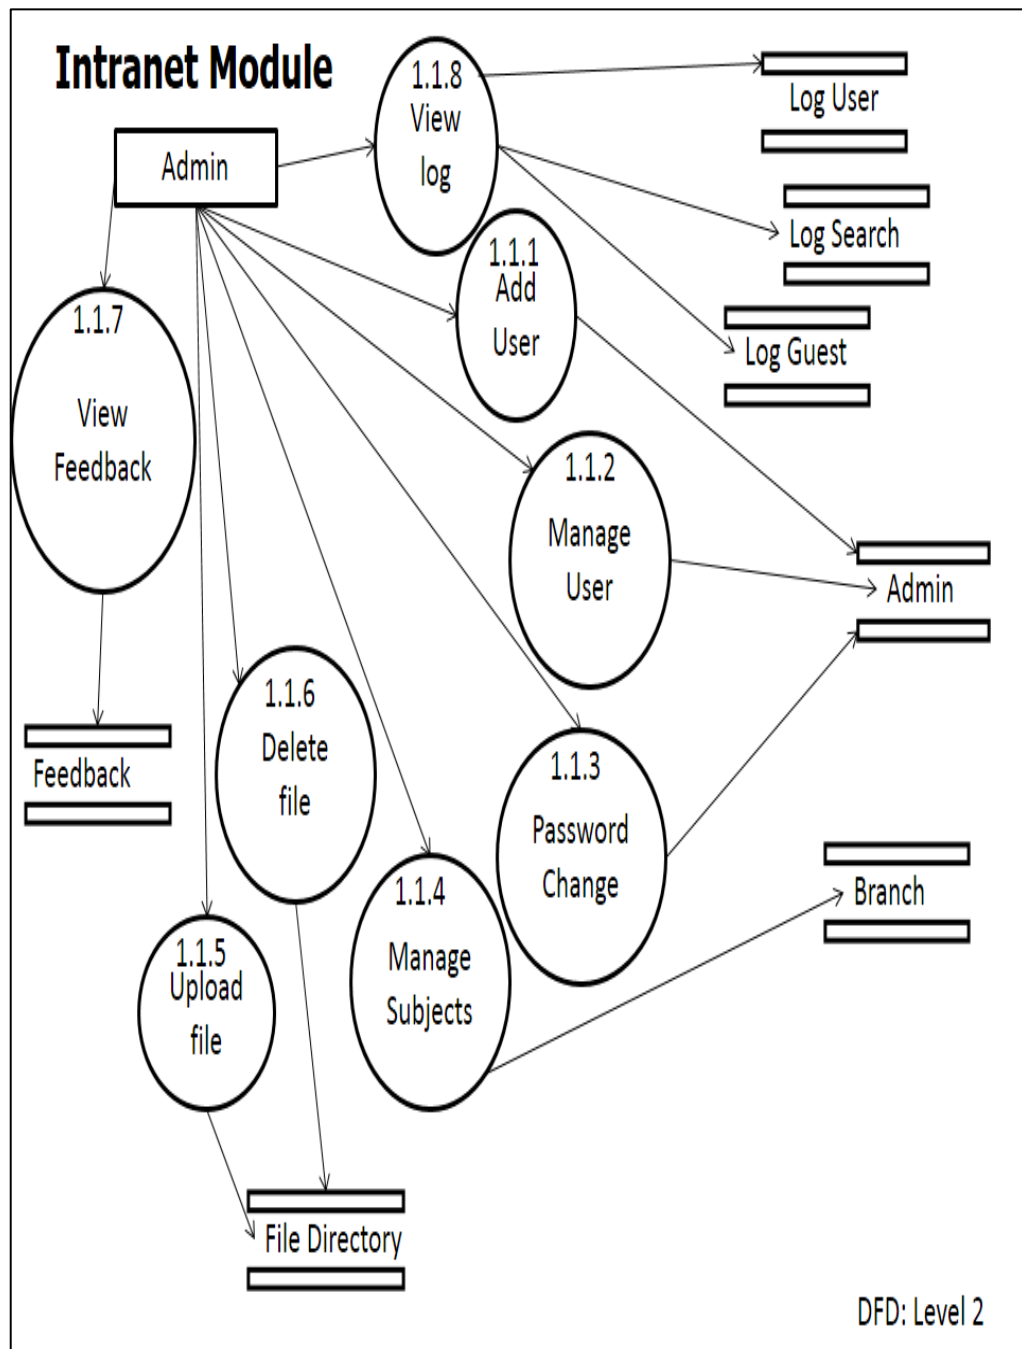 Intranet Module
Admin
1.1.8
View
log
Log User
Log Search
Log Guest
1.1.1
Add
User
1.1.7
View
Feedback
1.1.2
Manage
User
Admin
1.1.6
Delete
file
Feedback
1.1.3
Password
Change
1.1.4
Manage
Subjects
Branch
1.1.5
Upload
file
File Directory
DFD: Level 2